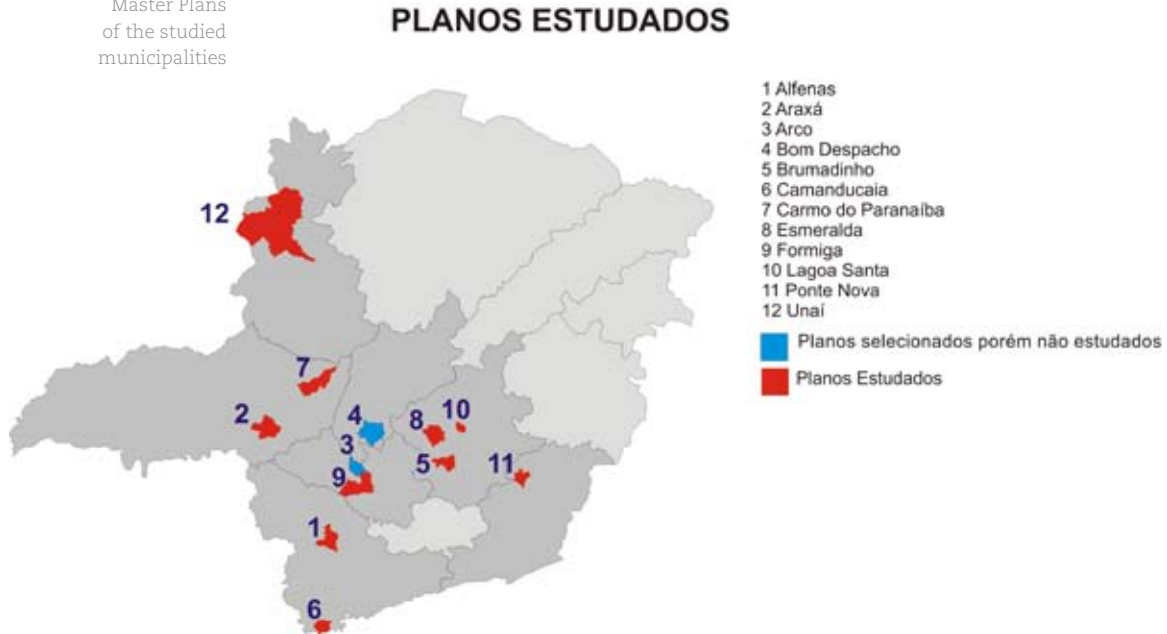 Master Plans
of the studied
municipalities
PLANOS ESTUDADOS
1 Alfenas
2 Araxá
3 Arco
4 Bom Despacho
5 Brumadinho
6 Camanducaia
7 Carmo do Paranaíba
8 Esmeralda
9 Formiga
10 Lagoa Santa
11 Ponte Nova
12 Unaí
Planos selecionados porém não estudados
Planos Estudados
12
7
2
4
8
10
3
5
11
9
1
6